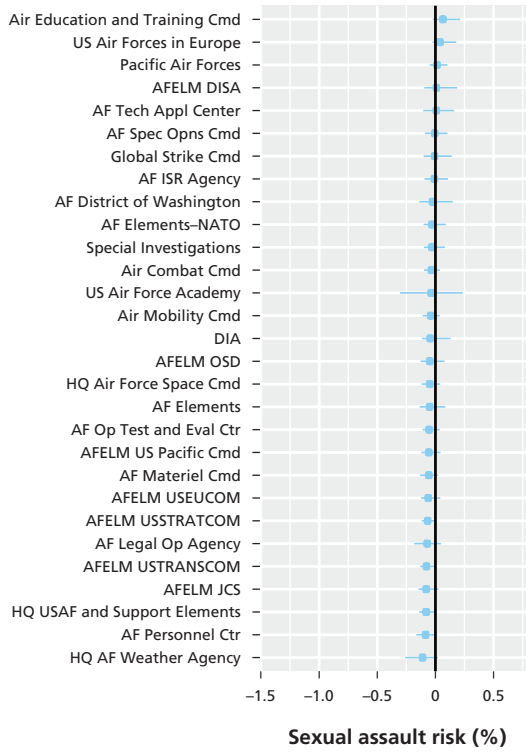 Air Education and Training Cmd
US Air Forces in Europe
Pacific Air Forces
AFELM DISA
AF Tech Appl Center
AF Spec Opns Cmd
Global Strike Cmd
AF ISR Agency
AF District of Washington
AF Elements–NATO
Special Investigations
Air Combat Cmd
US Air Force Academy
Air Mobility Cmd
DIA
AFELM OSD
HQ Air Force Space Cmd
AF Elements
AF Op Test and Eval Ctr
AFELM US Pacific Cmd
AF Materiel Cmd
AFELM USEUCOM
AFELM USSTRATCOM
AF Legal Op Agency
AFELM USTRANSCOM
AFELM JCS
HQ USAF and Support Elements
AF Personnel Ctr
HQ AF Weather Agency
−1.5 −1.0 −0.5 0 0.5
Sexual assault risk (%)